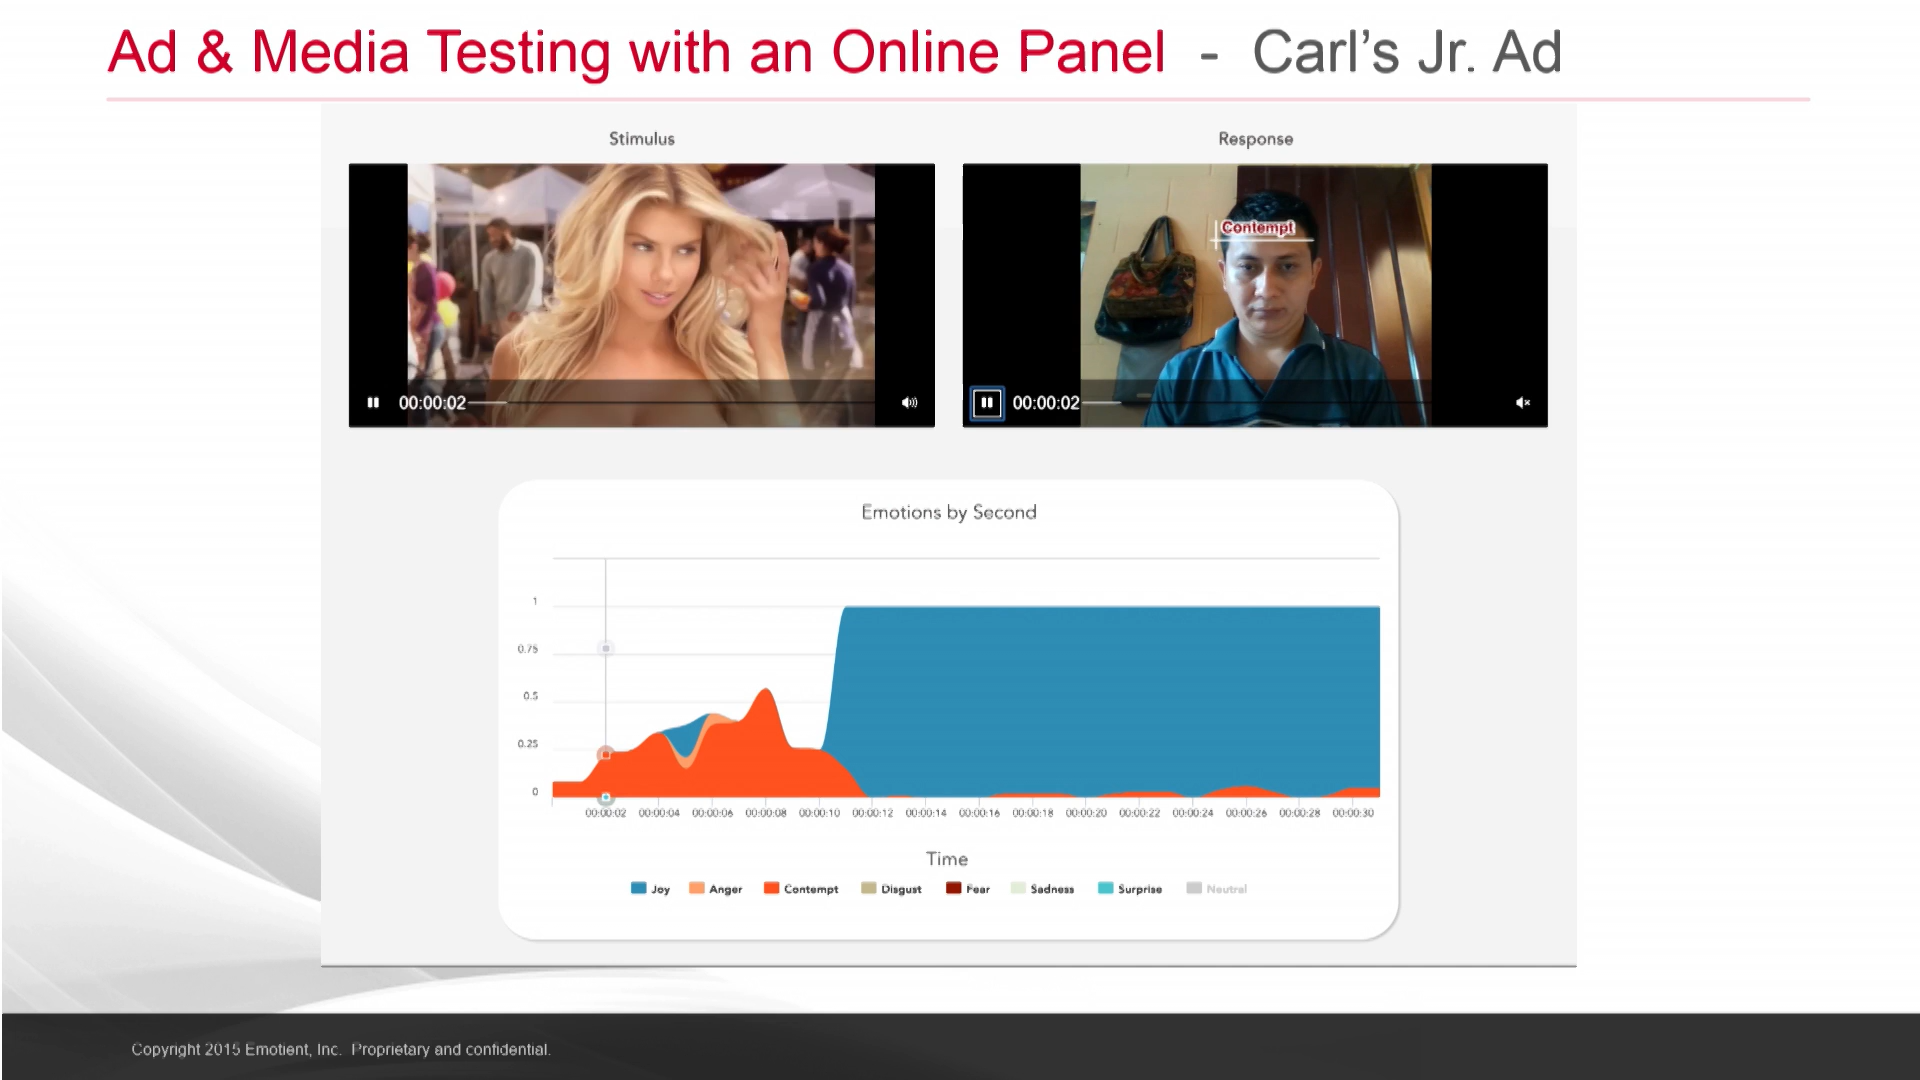 Ad & Media Testing with an Online Panel - Carl's Jr. Ad
Stimulus
Response
Contempt
00:00:02
00:00:02
Emotions by Second
1
0.75
0.5
0.25
0
00:00:02 00:00:04 00:00:06 00:00:08 00:00:10 00:00:12 00:00:14 00:00:16 00:00:18 00:00:20 00:00:22 00:00:24 00:00:26 00:00:28 00:00:30
Time
Joy Anger Contempt Disgust Fear Sadness Surprise Neutral
Copyright 2015 Emotient, Inc. Proprietary and confidential.